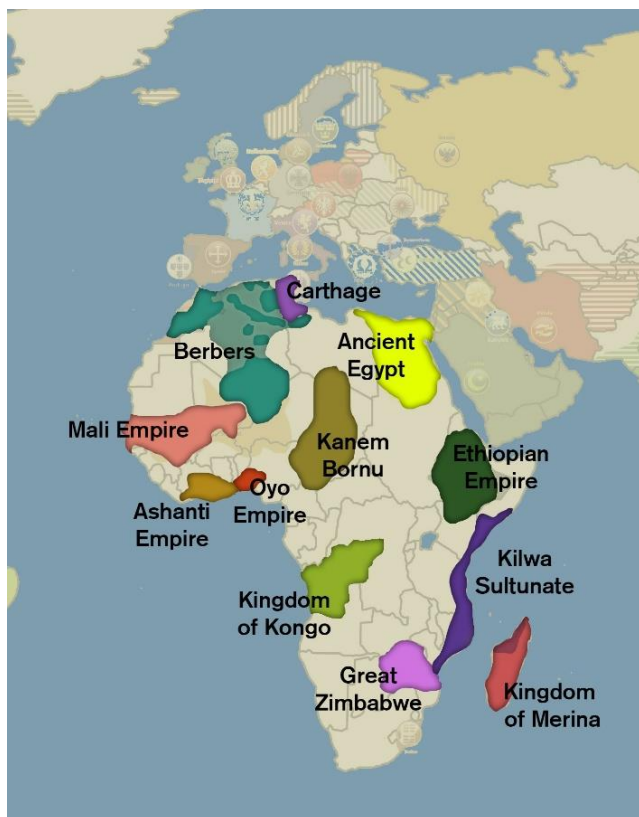 Carthage
Berbers
Ancient
Egypt
Mali Empire
Kanem
Bornu
Ethiopian
Empire
Ashanti
Empire
Oyo
Empire
Kilwa
Sultunate
Kingdom
of Kongo
Great
Zimbabwe
Kingdom
of Merina